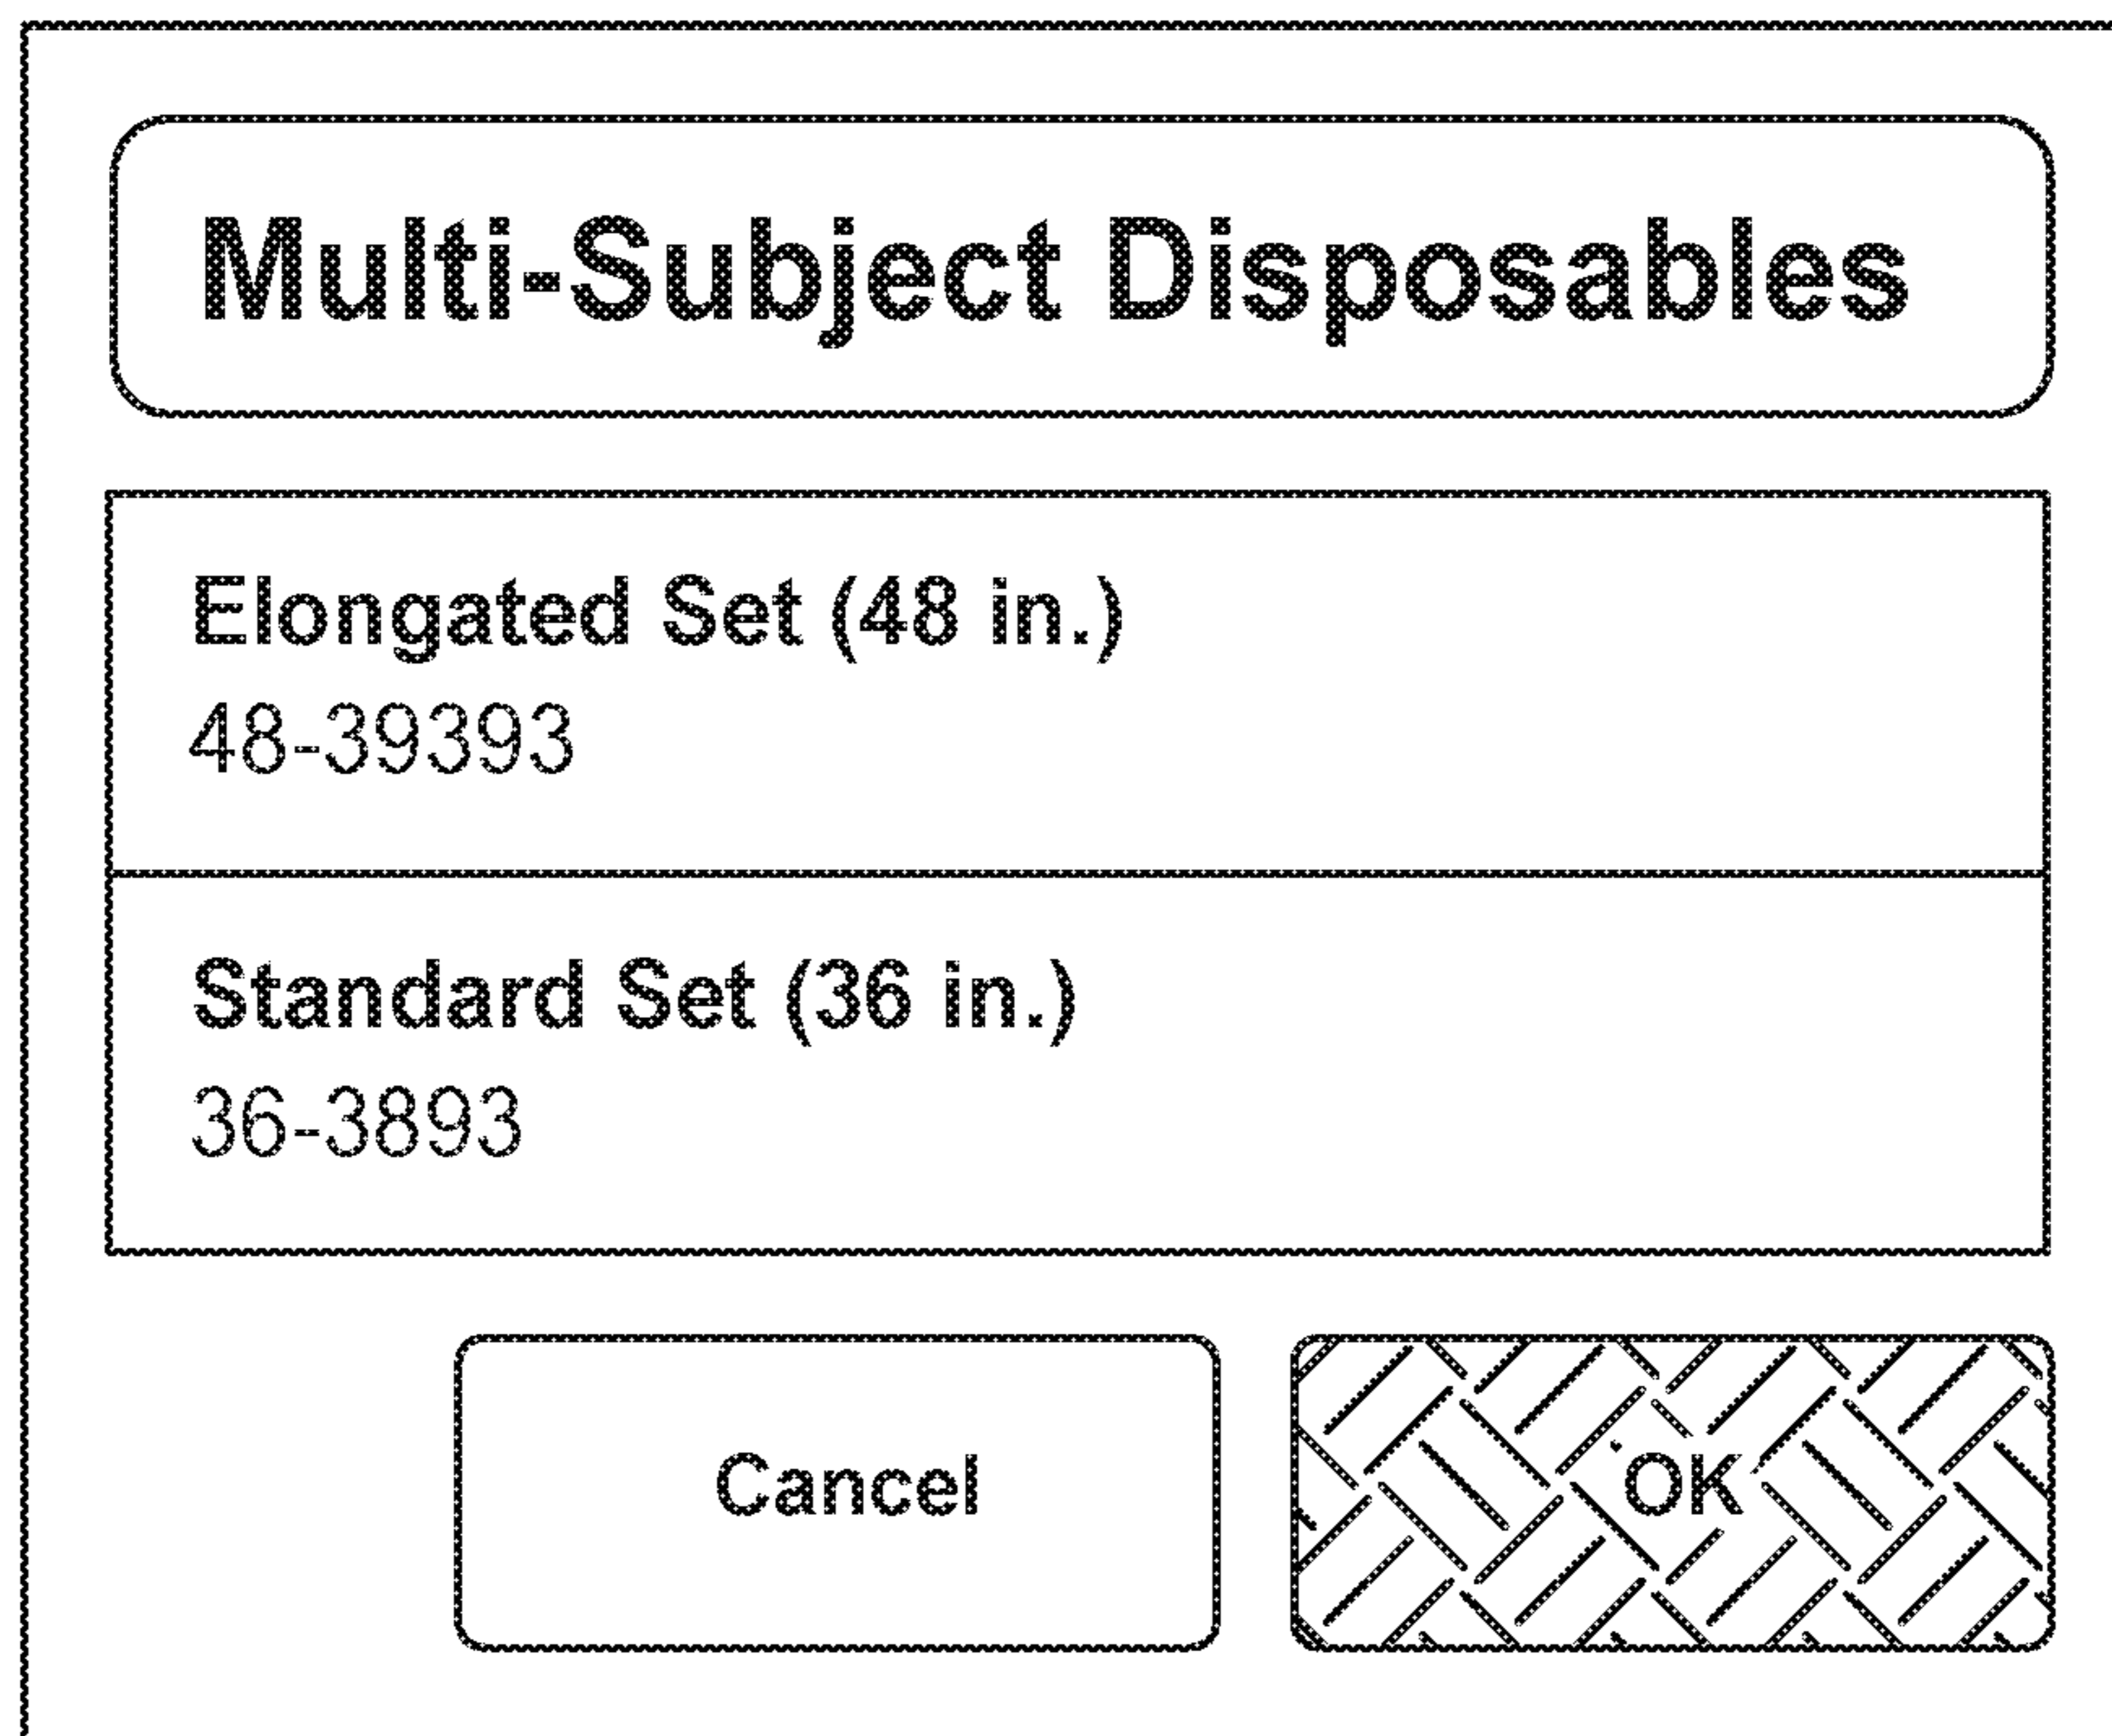 Multi-Subject Disposables
Elongated Set (48 in.)
48-39393
Standard Set (36 in.)
36-3893
Cancel
OK